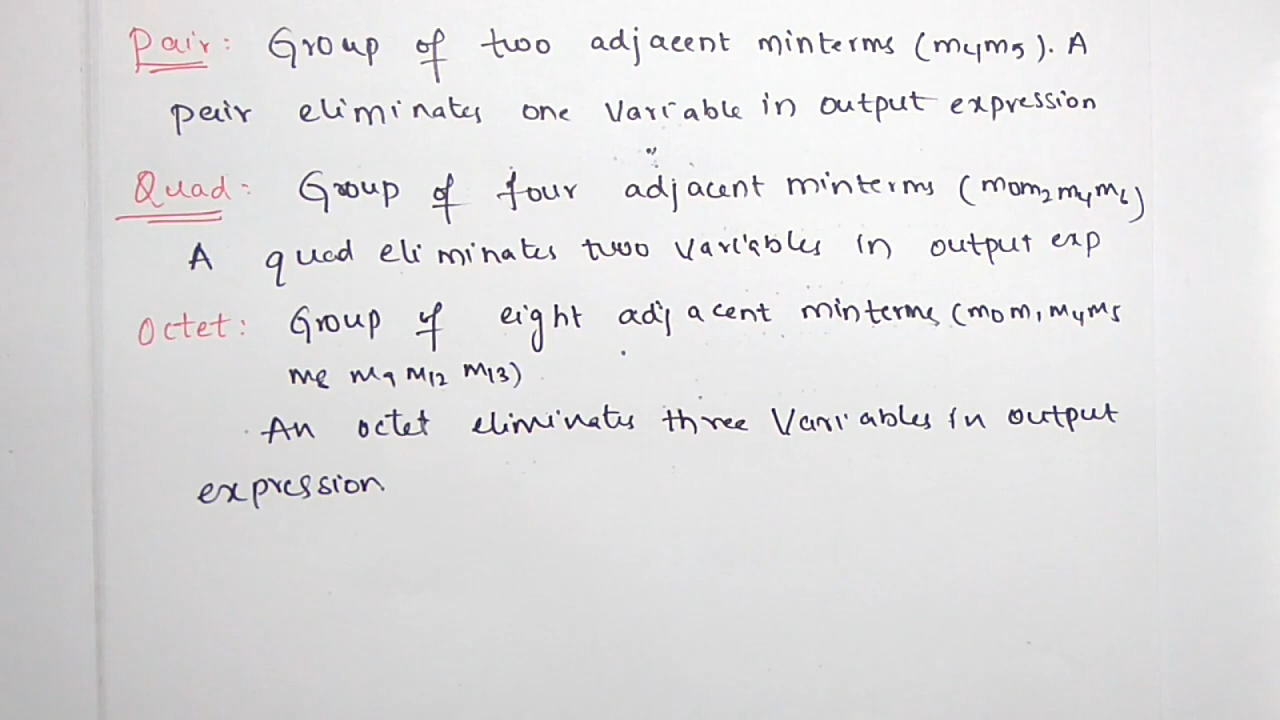 Pair: Group of two adjacent minterms (m4m5). A
pair eliminates one variable in output expression
Quad: Group of four adjacent minterms (m0m2m4m6)
A quad eliminates two variables in output exp
Octet: Group of eight adjacent minterms (m0m1m4m5
m8 m9 m12 m13)
An octet eliminates three variables in output
expression